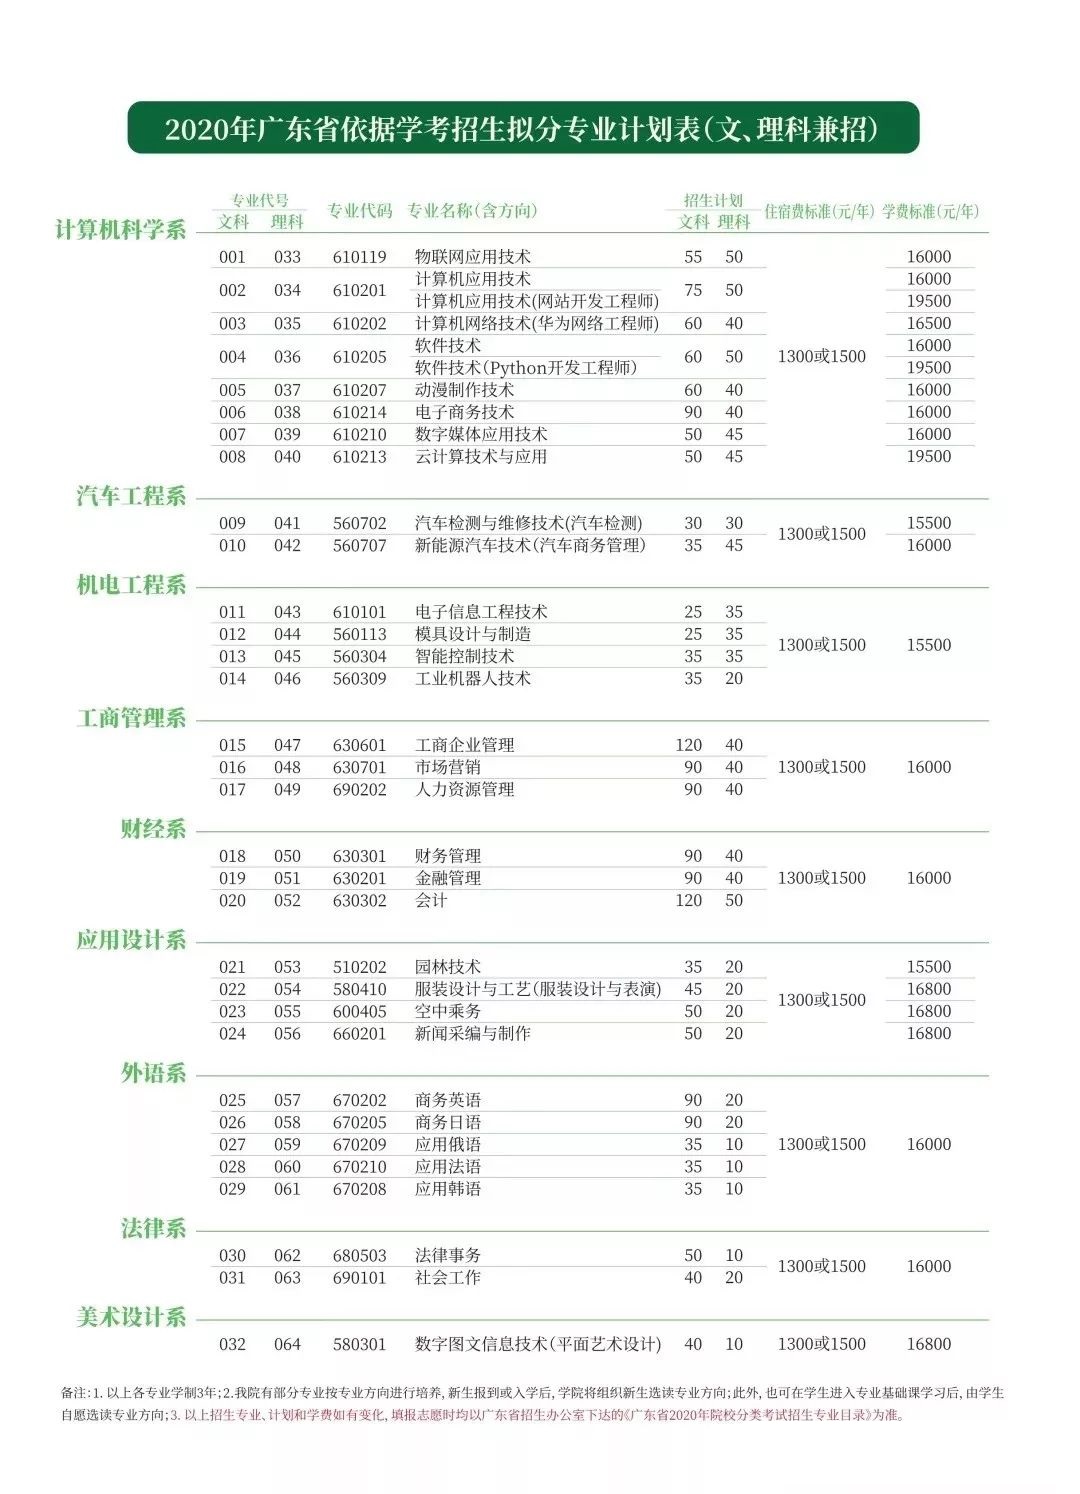 2020年广东省依据学考招生拟分专业计划表(文、理科兼招)
专业代号 招生计划
计算机科学系 文科 理科 专业代码 专业名称(含方向) 文科 理科 住宿费标准(元/年) 学费标准(元/年)
001 033 610119 物联网应用技术 55 50 16000
计算机应用技术 16000
002 034 610201 75 50
计算机应用技术(网站开发工程师) 19500
003 035 610202 计算机网络技术(华为网络工程师) 60 40 16500
软件技术 16000
004 036 610205 60 50 1300或1500
软件技术(Python开发工程师) 19500
005 037 610207 动漫制作技术 60 40 16000
006 038 610214 电子商务技术 90 40 16000
007 039 610210 数字媒体应用技术 50 45 16000
008 040 610213 云计算技术与应用 50 45 19500
汽车工程系
009 041 560702 汽车检测与维修技术(汽车检测) 30 30 15500
1300或1500
010 042 560707 新能源汽车技术(汽车商务管理) 35 45 16000
机电工程系
011 043 610101 电子信息工程技术 25 35
012 044 560113 模具设计与制造 25 35
1300或1500 15500
013 045 560304 智能控制技术 35 35
014 046 560309 工业机器人技术 35 20
工商管理系
015 047 630601 工商企业管理 120 40
016 048 630701 市场营销 90 40 1300或1500 16000
017 049 690202 人力资源管理 90 40
财经系
018 050 630301 财务管理 90 40
019 051 630201 金融管理 90 40 1300或1500 16000
020 052 630302 会计 120 50
应用设计系
021 053 510202 园林技术 35 20 15500
022 054 580410 服装设计与工艺(服装设计与表演) 45 20 16800
1300或1500
023 055 600405 空中乘务 50 20 16800
024 056 660201 新闻采编与制作 50 20 16800
外语系
025 057 670202 商务英语 90 20
026 058 670205 商务日语 90 20
027 059 670209 应用俄语 35 10 1300或1500 16000
028 060 670210 应用法语 35 10
029 061 670208 应用韩语 35 10
法律系
030 062 680503 法律事务 50 10
1300或1500 16000
031 063 690101 社会工作 40 20
美术设计系
032 064 580301 数字图文信息技术(平面艺术设计) 40 10 1300或1500 16800
备注:1. 以上各专业学制3年;2.我院有部分专业按专业方向进行培养, 新生报到或入学后, 学院将组织新生选读专业方向;此外, 也可在学生进入专业基础课学习后, 由学生
自愿选读专业方向;3. 以上招生专业、计划和学费如有变化, 填报志愿时均以广东省招生办公室下达的《广东省2020年院校分类考试招生专业目录》为准。